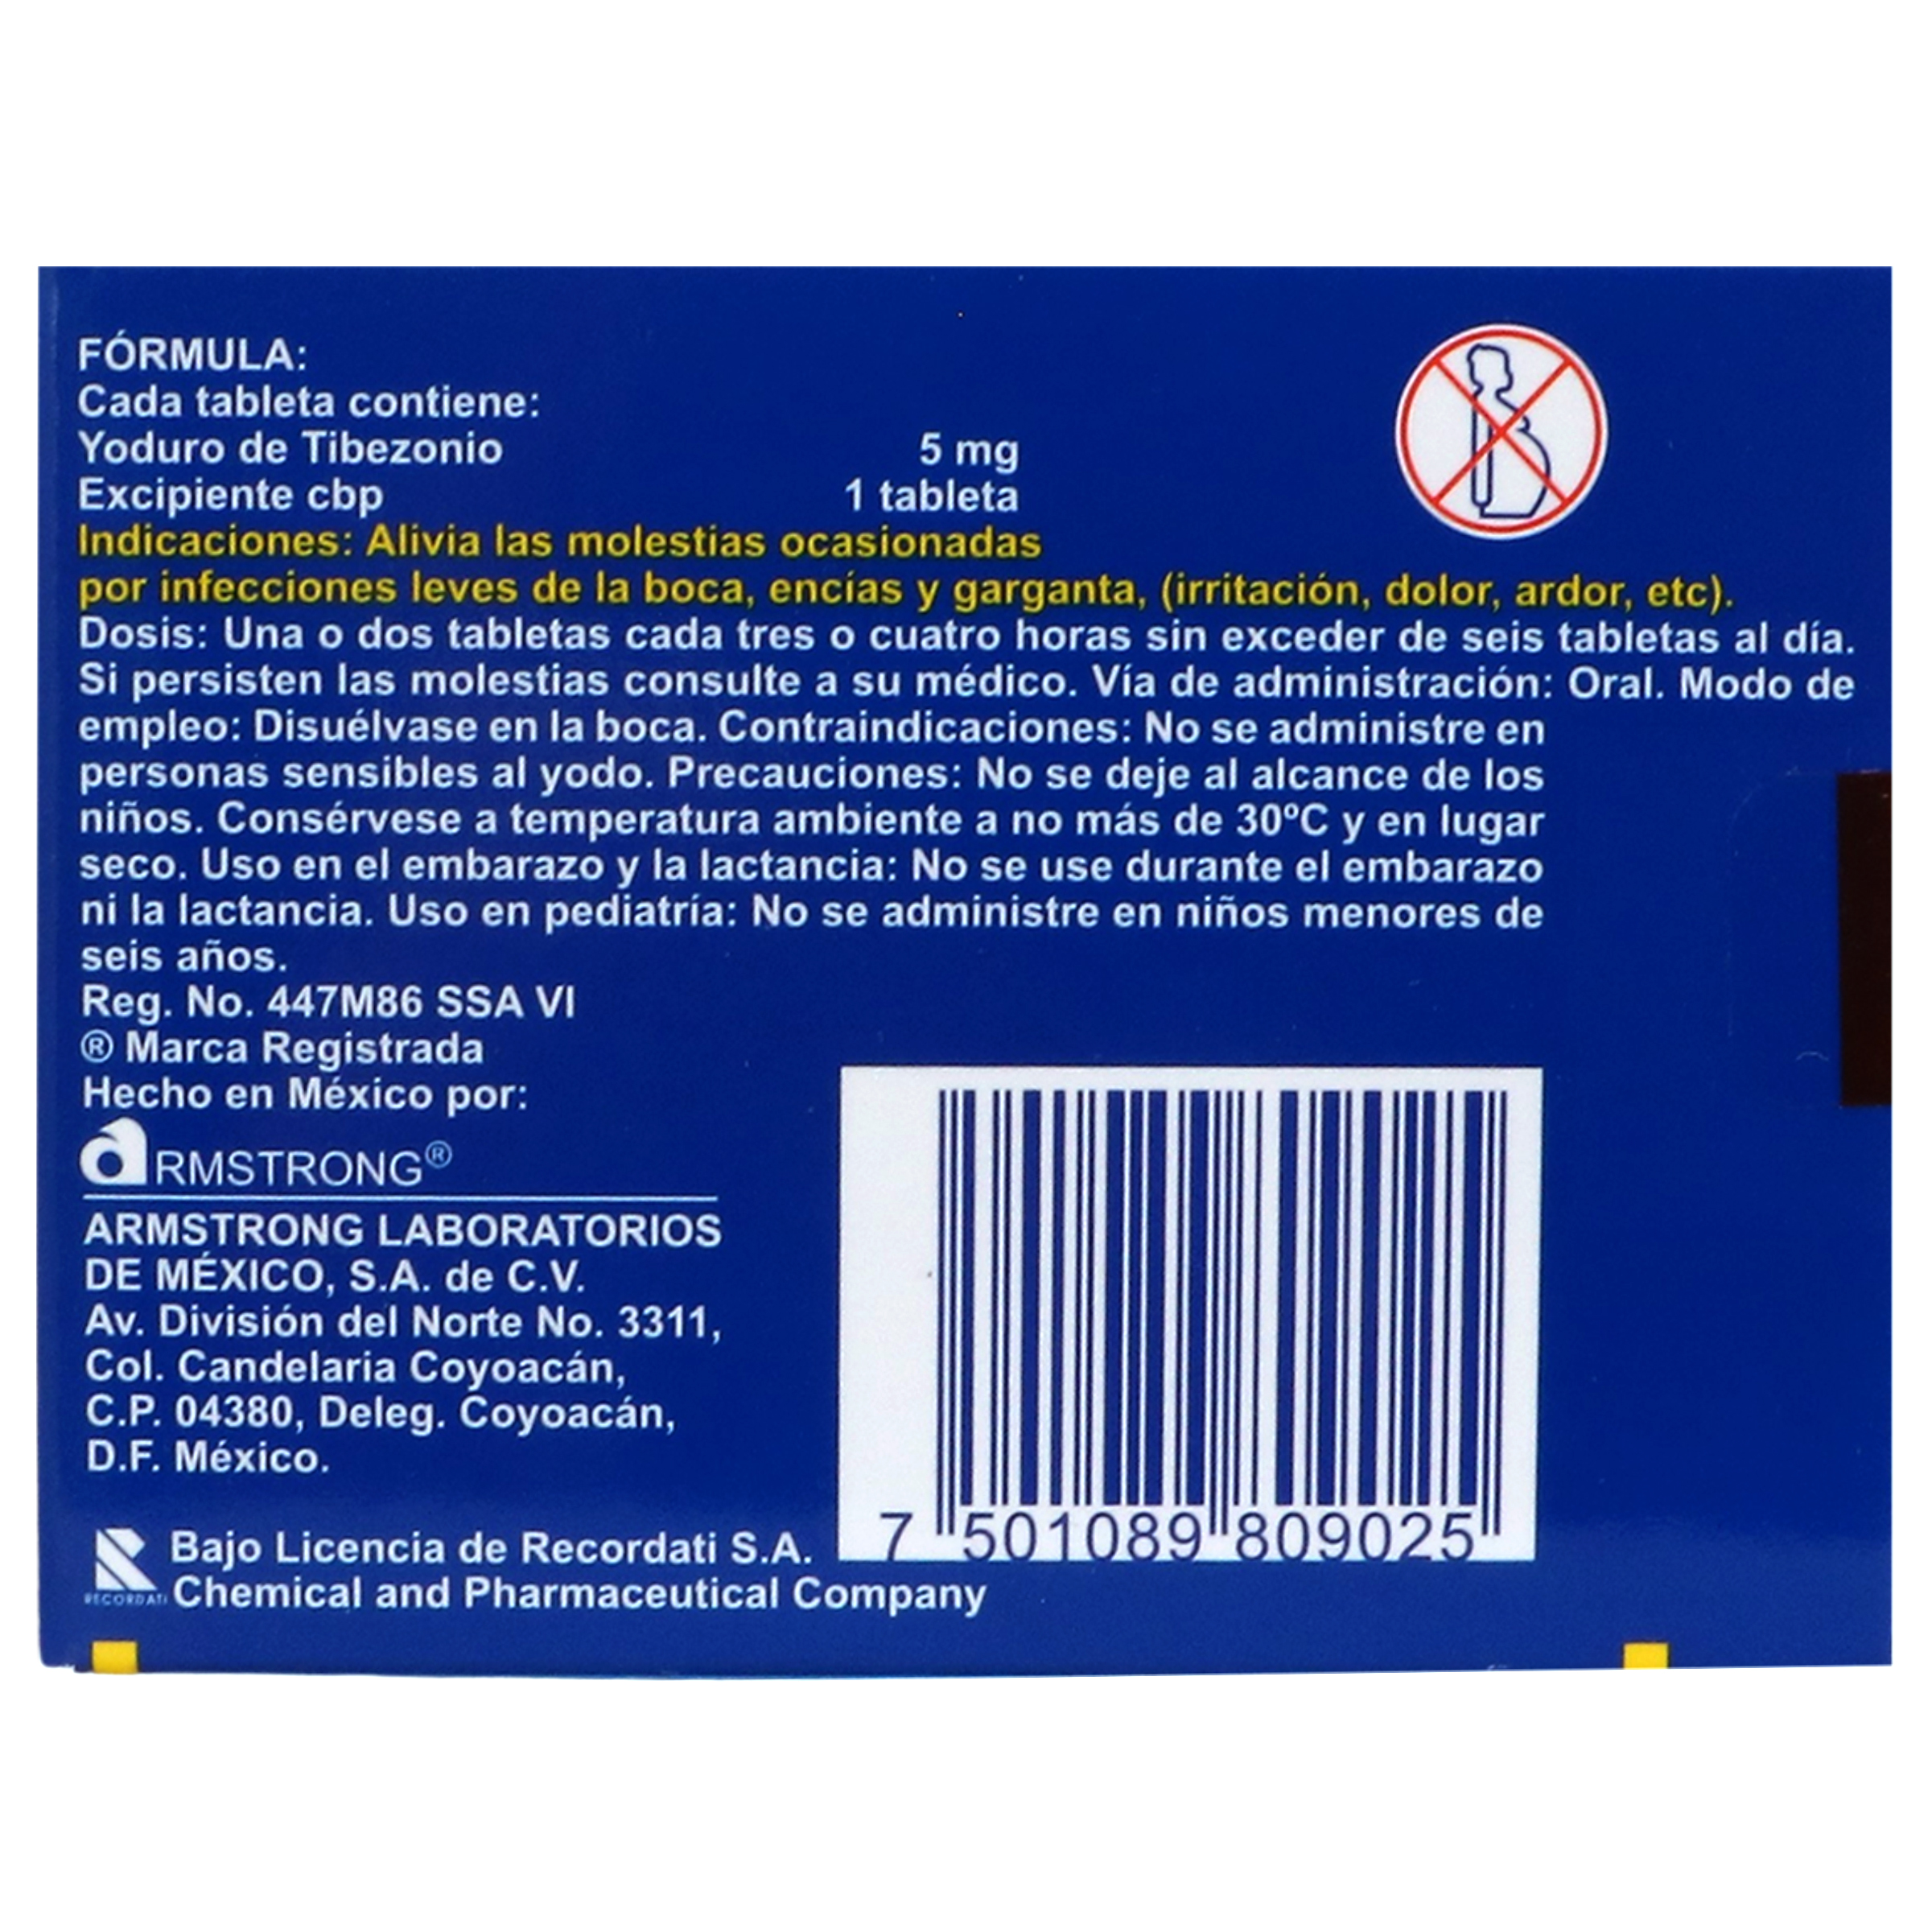 FÓRMULA:
Cada tableta contiene:
Yoduro de Tibezonio 5 mg
Excipiente cbp 1 tableta
Indicaciones: Alivia las molestias ocasionadas
por infecciones leves de la boca, encías y garganta, (irritación, dolor, ardor, etc).
Dosis: Una o dos tabletas cada tres o cuatro horas sin exceder de seis tabletas al día.
Si persisten las molestias consulte a su médico. Vía de administración: Oral. Modo de
empleo: Disuélvase en la boca. Contraindicaciones: No se administre en
personas sensibles al yodo. Precauciones: No se deje al alcance de los
niños. Consérvese a temperatura ambiente a no más de 30ºC y en lugar
seco. Uso en el embarazo y la lactancia: No se use durante el embarazo
ni la lactancia. Uso en pediatría: No se administre en niños menores de
seis años.
Reg. No. 447M86 SSA VI
® Marca Registrada
Hecho en México por:
aRMSTRONG®
ARMSTRONG LABORATORIOS
DE MÉXICO, S.A. de C.V.
Av. División del Norte No. 3311,
Col. Candelaria Coyoacán,
C.P. 04380, Deleg. Coyoacán,
D.F. México.
7 501089 809025
Bajo Licencia de Recordati S.A.
RECORDATI Chemical and Pharmaceutical Company